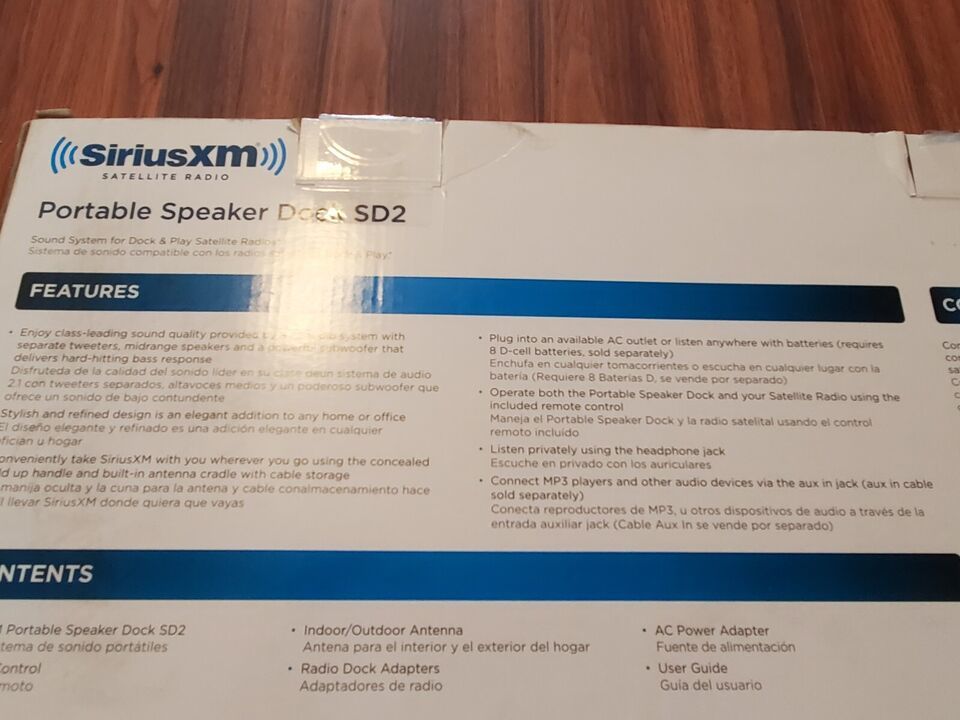 SiriusXM
SATELLITE RADIO
Portable Speaker Dock SD2
Sound System for Dock & Play Satellite Radios
Sistema de sonido compatible con los radios Play*
FEATURES
• Enjoy class-leading sound quality provided system with
separate tweeters, midrange speakers and a powerful subwoofer that
delivers hard-hitting bass response
Disfruteda de la calidad del sonido líder en su clase deun sistema de audio
2.1 con tweeters separados, altavoces medios y un poderoso subwoofer que
ofrece un sonido de bajo contundente
Stylish and refined design is an elegant addition to any home or office
El diseño elegante y refinado es una adición elegante en cualquier
ofician u hogar
onveniently take SiriusXM with you wherever you go using the concealed
ld up handle and built-in antenna cradle with cable storage
manija oculta y la cuna para la antena y cable conalmacenamiento hace
l llevar SiriusXM donde quiera que vayas
• Plug into an available AC outlet or listen anywhere with batteries (requires
8 D-cell batteries, sold separately)
Enchufa en cualquier tomacorrientes o escucha en cualquier lugar con la
batería (Requiere 8 Baterias D, se vende por separado)
• Operate both the Portable Speaker Dock and your Satellite Radio using the
included remote control
Maneja el Portable Speaker Dock y la radio satelital usando el control
remoto incluído
• Listen privately using the headphone jack
Escuche en privado con los auriculares
• Connect MP3 players and other audio devices via the aux in jack (aux in cable
sold separately)
Conecta reproductores de MP3, u otros dispositivos de audio a través de la
entrada auxiliar jack (Cable Aux In se vende por separado)
CO
Con
con
sa
C
NTENTS
Portable Speaker Dock SD2
tema de sonido portátiles
ontrol
moto
• Indoor/Outdoor Antenna
Antena para el interior y el exterior del hogar
• Radio Dock Adapters
Adaptadores de radio
• AC Power Adapter
Fuente de alimentación
• User Guide
Guía del usuario